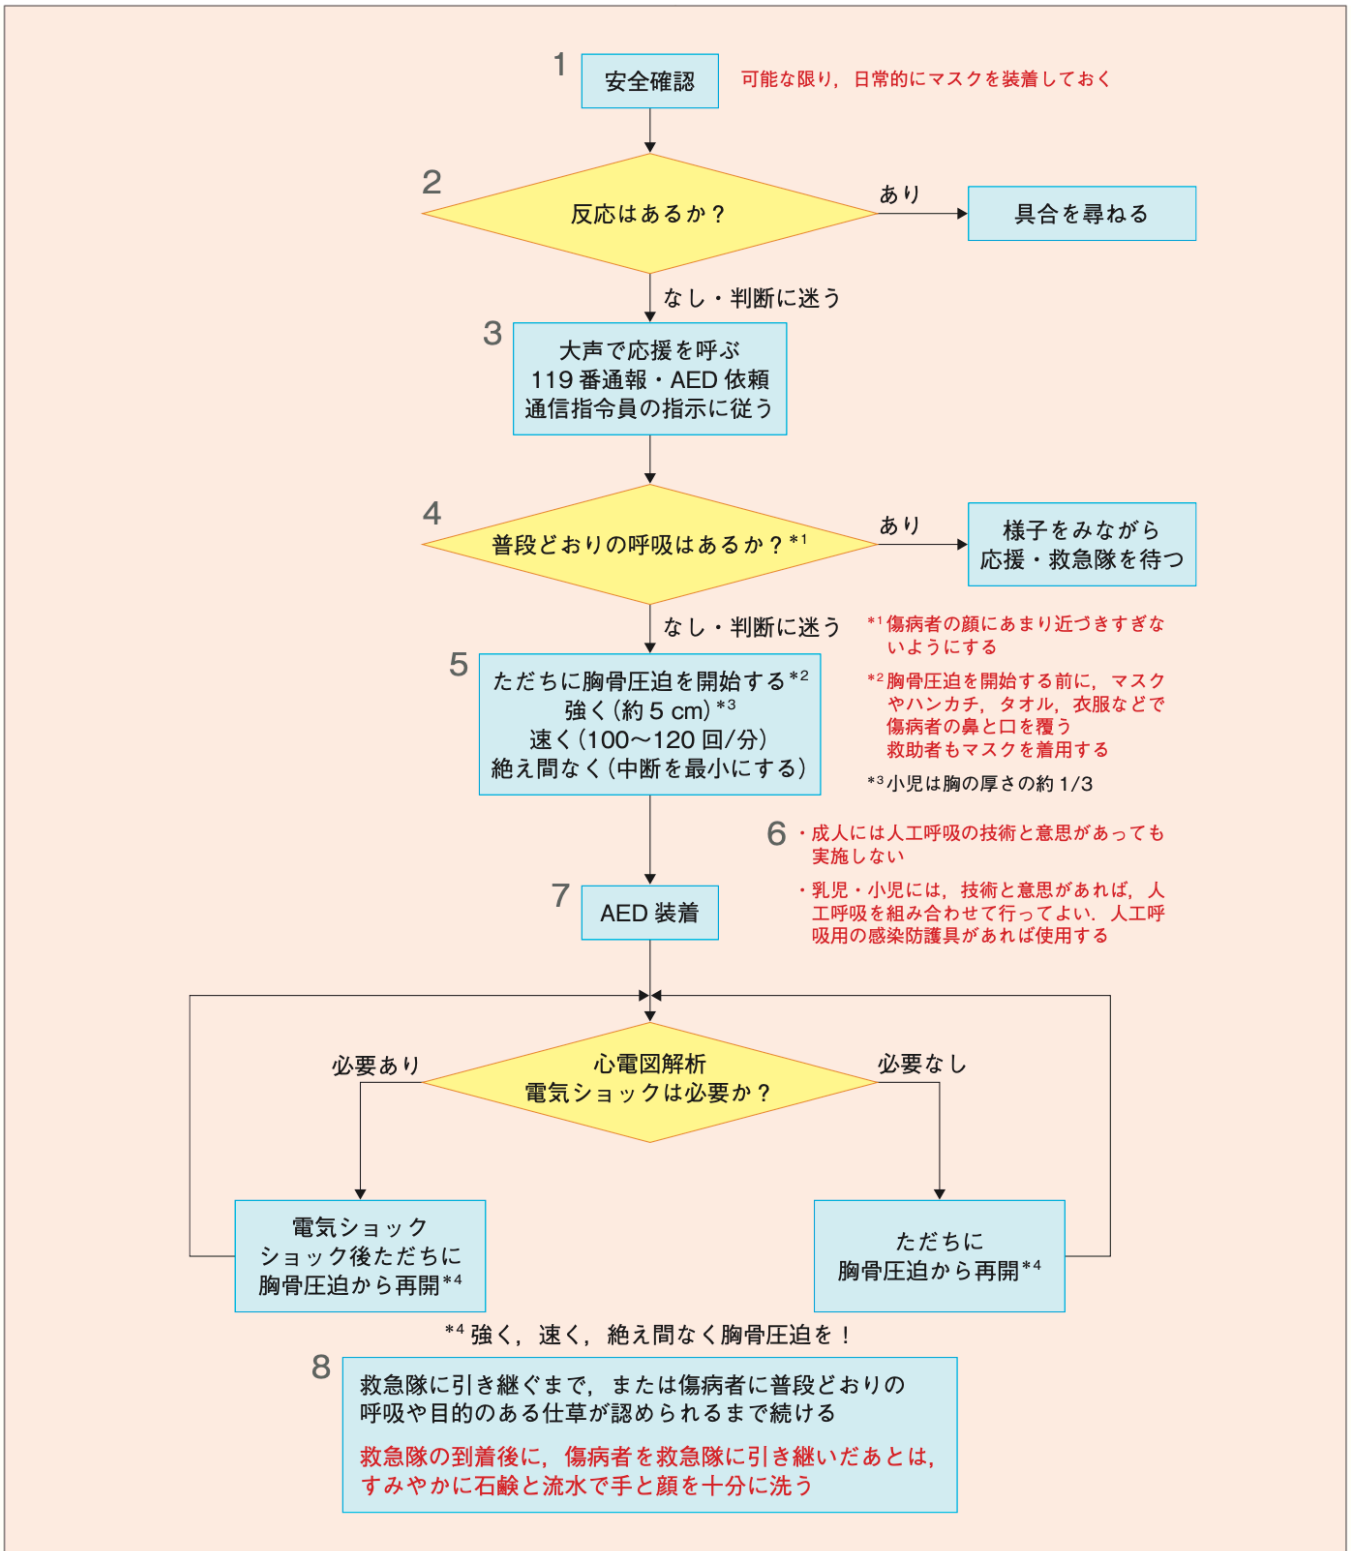 1
安全確認
可能な限り，日常的にマスクを装着しておく
2
反応はあるか？
あり
具合を尋ねる
なし・判断に迷う
3
大声で応援を呼ぶ
119 番通報・AED 依頼
通信指令員の指示に従う
4
普段どおりの呼吸はあるか？*1
あり
様子をみながら
応援・救急隊を待つ
なし・判断に迷う
*1 傷病者の顔にあまり近づきすぎな
いようにする
5
ただちに胸骨圧迫を開始する*2
強く（約 5 cm）*3
速く（100～120 回/分）
絶え間なく（中断を最小にする）
*2 胸骨圧迫を開始する前に，マスク
やハンカチ，タオル，衣服などで
傷病者の鼻と口を覆う
救助者もマスクを着用する
*3 小児は胸の厚さの約 1/3
6
・成人には人工呼吸の技術と意思があっても
実施しない
・乳児・小児には，技術と意思があれば，人
工呼吸を組み合わせて行ってよい．人工呼
吸用の感染防護具があれば使用する
7
AED 装着
心電図解析
電気ショックは必要か？
必要あり
必要なし
電気ショック
ショック後ただちに
胸骨圧迫から再開*4
ただちに
胸骨圧迫から再開*4
*4 強く，速く，絶え間なく胸骨圧迫を！
8
救急隊に引き継ぐまで，または傷病者に普段どおりの
呼吸や目的のある仕草が認められるまで続ける
救急隊の到着後に，傷病者を救急隊に引き継いだあとは，
すみやかに石鹸と流水で手と顔を十分に洗う